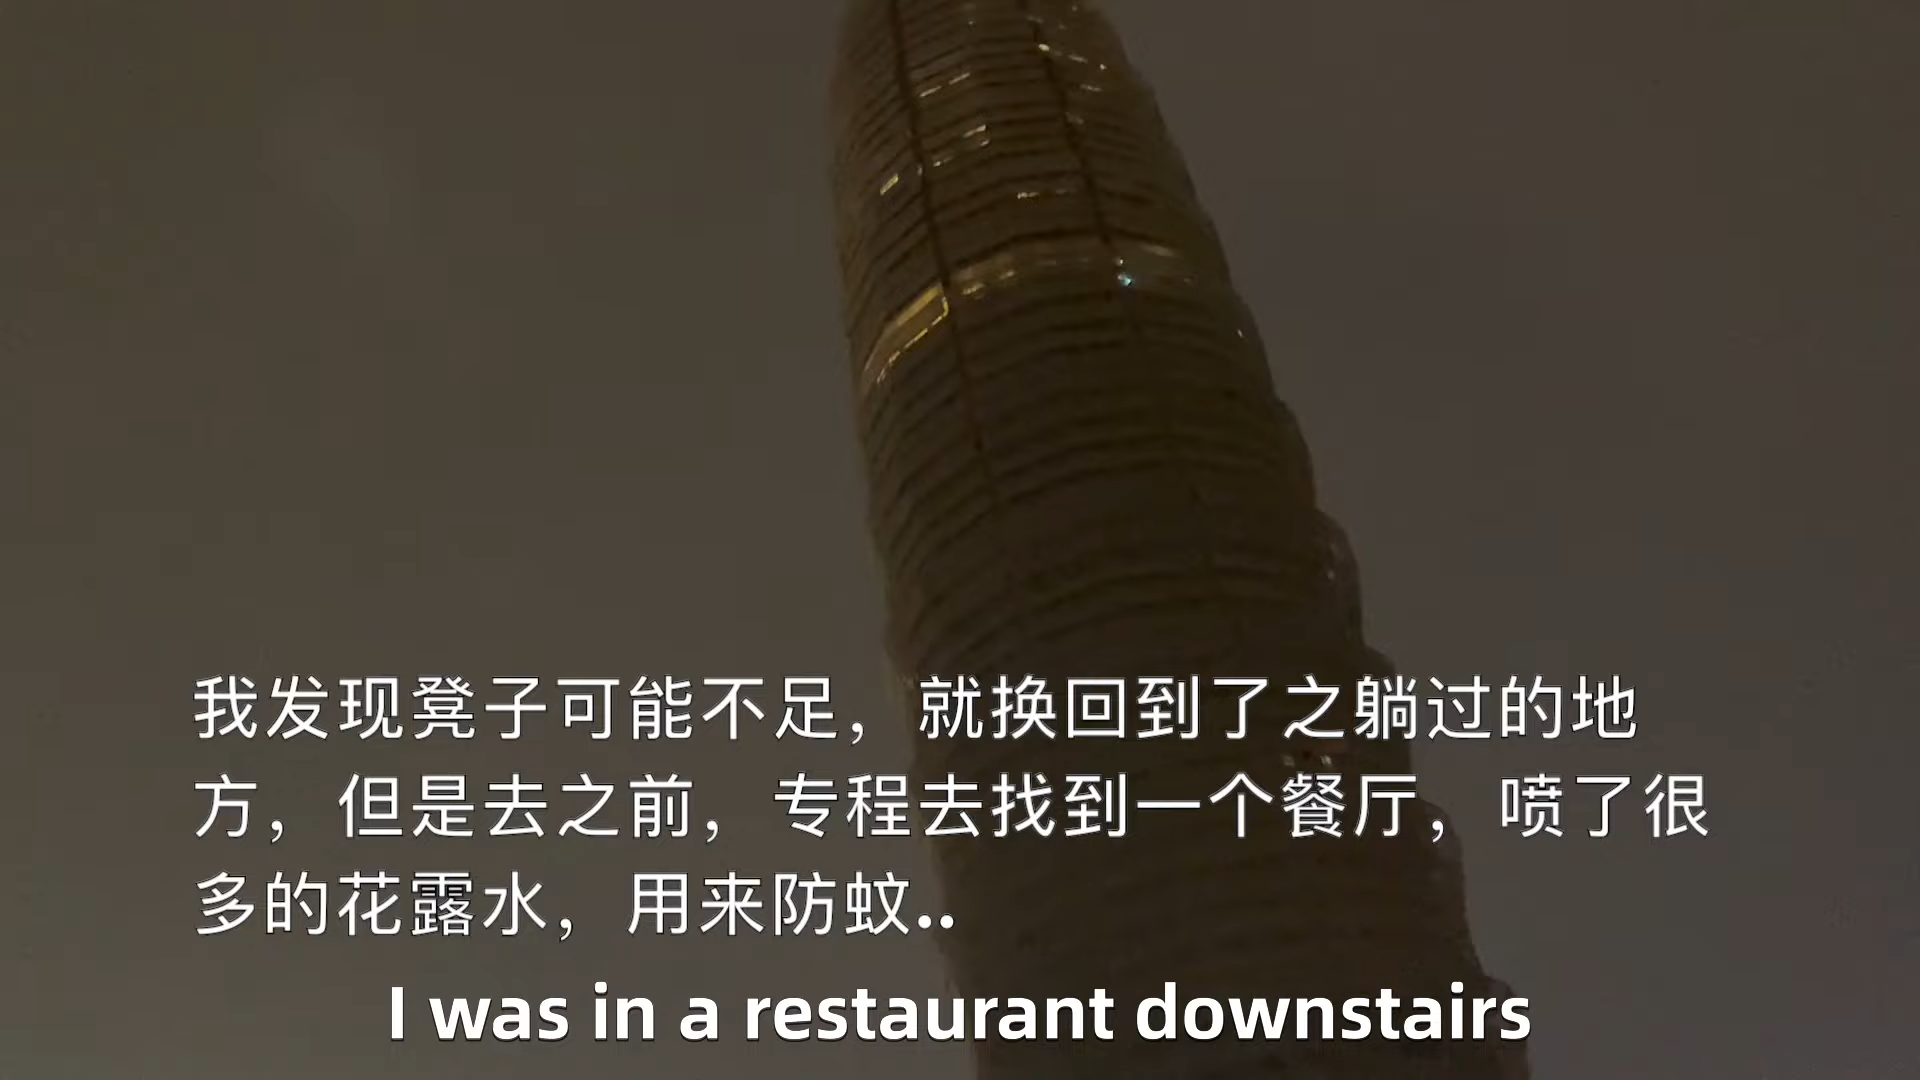 我发现凳子可能不足，就换回到了之躺过的地
方，但是去之前，专程去找到一个餐厅，喷了很
多的花露水，用来防蚊..
I was in a restaurant downstairs